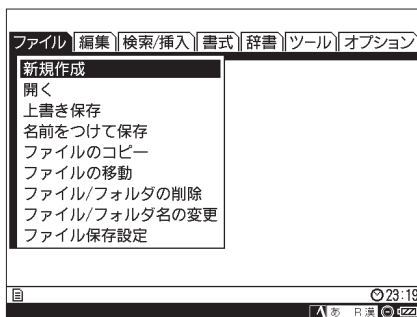 ファイル 編集 検索/挿入 書式 辞書 ツール オプション
新規作成
開く
上書き保存
名前をつけて保存
ファイルのコピー
ファイルの移動
ファイル/フォルダの削除
ファイル/フォルダ名の変更
ファイル保存設定
23:19
あ R漢